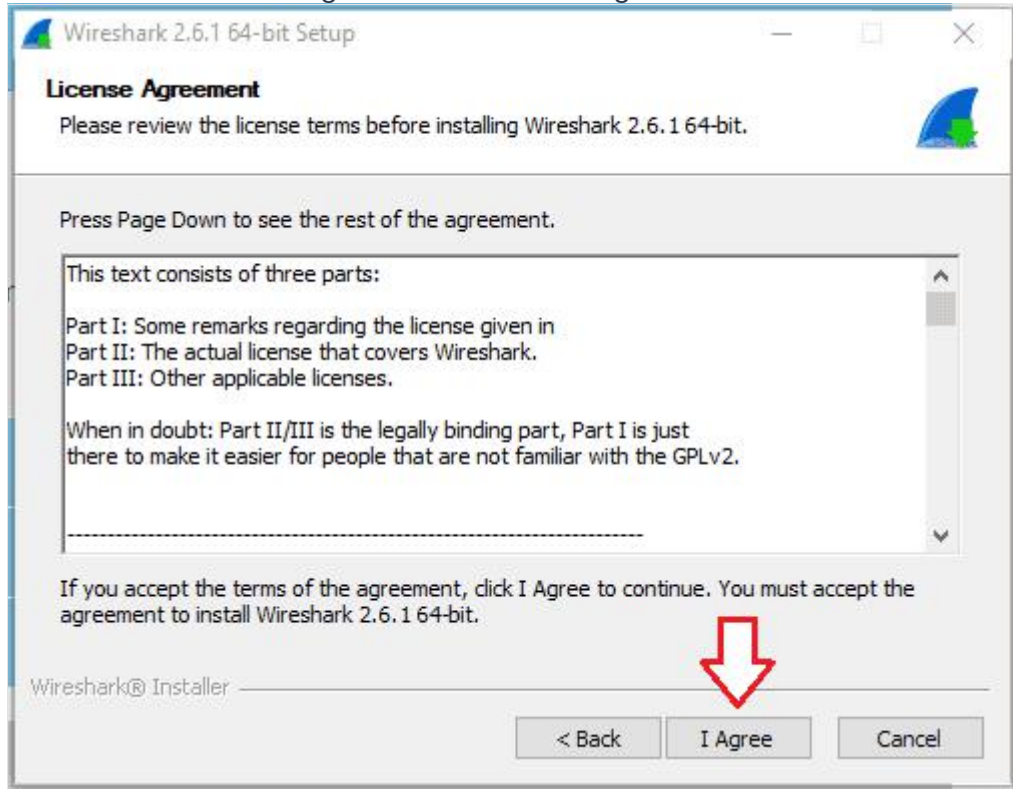 Wireshark 2.6.1 64-bit Setup
License Agreement
Please review the license terms before installing Wireshark 2.6.1 64-bit.
Press Page Down to see the rest of the agreement.
This text consists of three parts:
Part I: Some remarks regarding the license given in
Part II: The actual license that covers Wireshark.
Part III: Other applicable licenses.
When in doubt: Part II/III is the legally binding part, Part I is just
there to make it easier for people that are not familiar with the GPLv2.
------------------------------------------------------------------------
If you accept the terms of the agreement, click I Agree to continue. You must accept the
agreement to install Wireshark 2.6.1 64-bit.
Wireshark® Installer
< Back I Agree Cancel